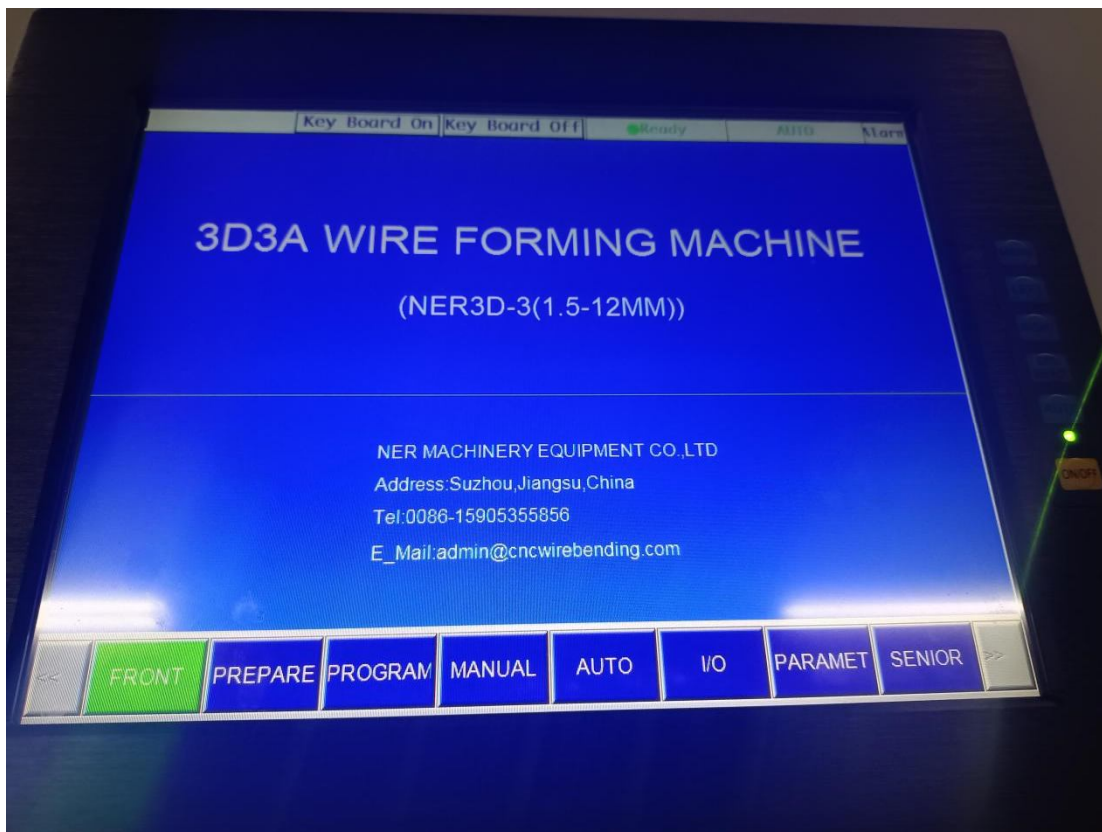 Key Board On Key Board Off Ready AUTO Alarm
3D3A WIRE FORMING MACHINE
(NER3D-3(1.5-12MM))
NER MACHINERY EQUIPMENT CO.,LTD
Address:Suzhou,Jiangsu,China
Tel:0086-15905355856
E_Mail:admin@cncwirebending.com
<< FRONT PREPARE PROGRAM MANUAL AUTO I/O PARAMET SENIOR >>
ON/OFF